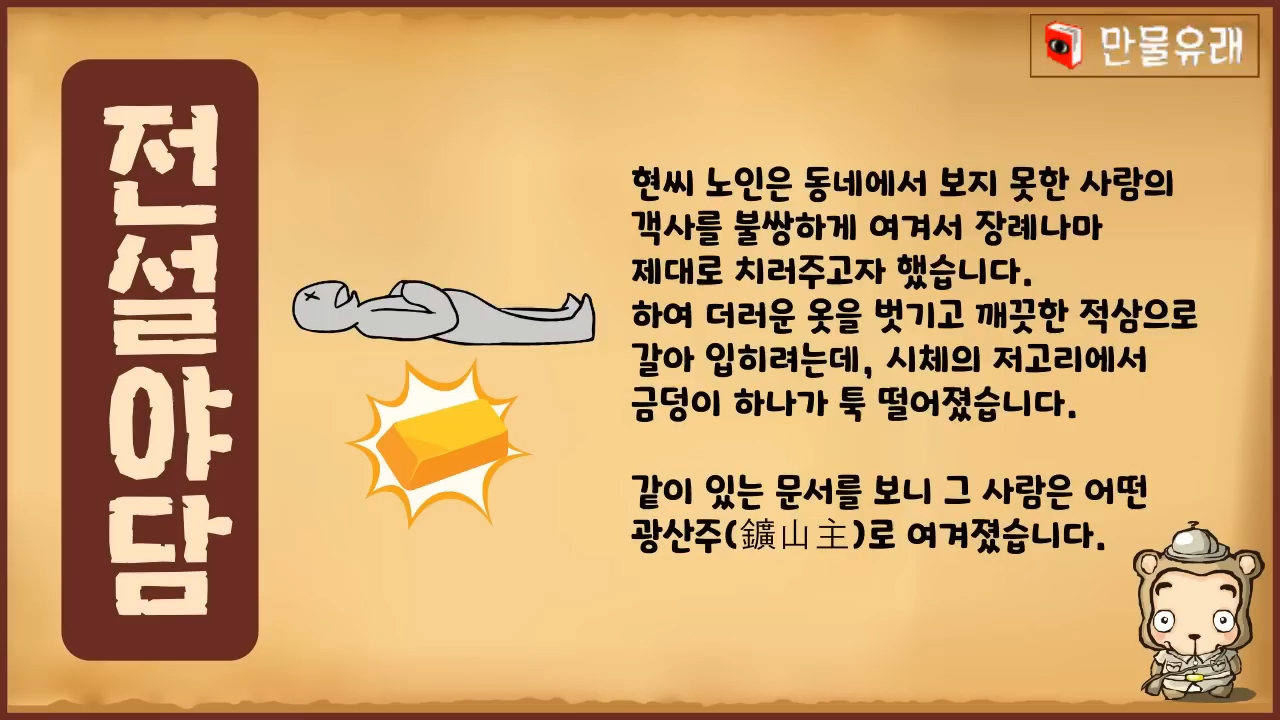 전설야담
만물유래
현씨 노인은 동네에서 보지 못한 사람의
객사를 불쌍하게 여겨서 장례나마
제대로 치러주고자 했습니다.
하여 더러운 옷을 벗기고 깨끗한 적삼으로
갈아 입히려는데, 시체의 저고리에서
금덩이 하나가 툭 떨어졌습니다.
같이 있는 문서를 보니 그 사람은 어떤
광산주(鑛山主)로 여겨졌습니다.